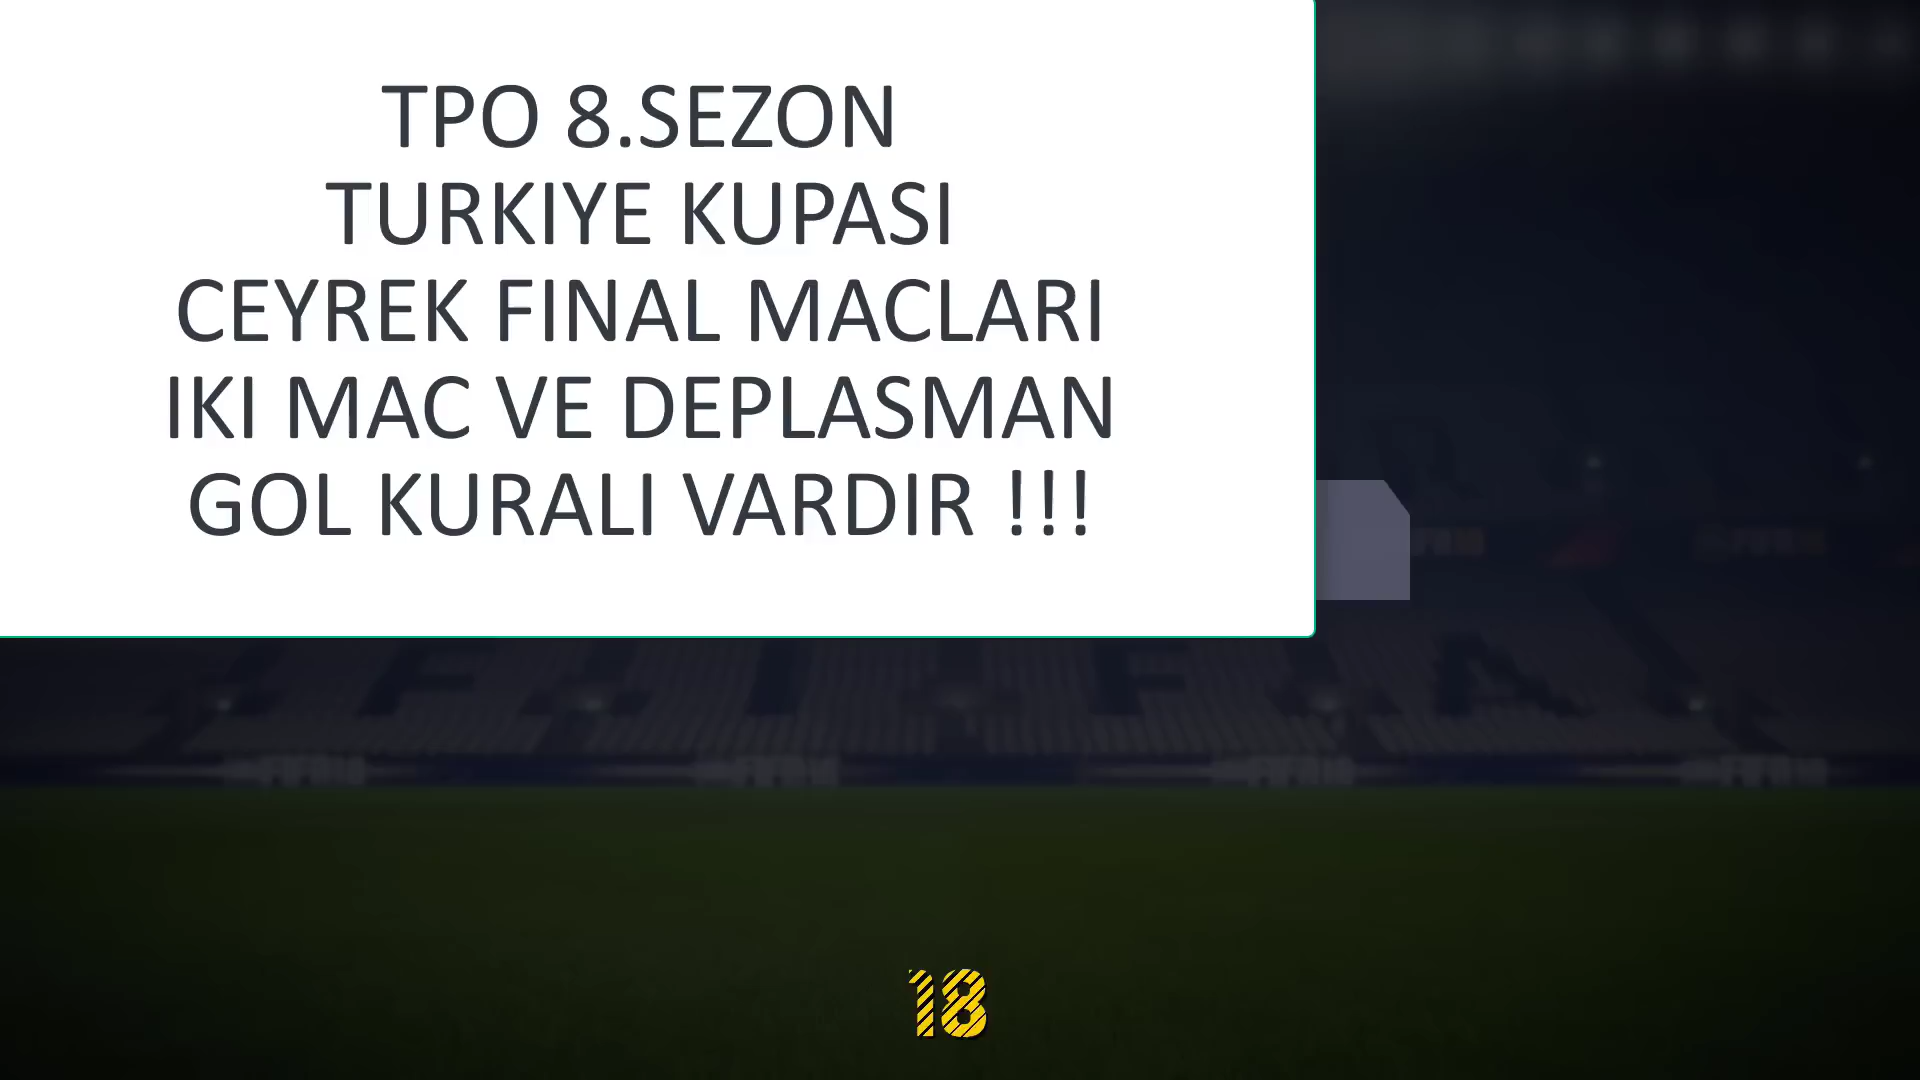 TPO 8.SEZON
TURKIYE KUPASI
CEYREK FINAL MACLARI
IKI MAC VE DEPLASMAN
GOL KURALI VARDIR !!!
F I F A
18